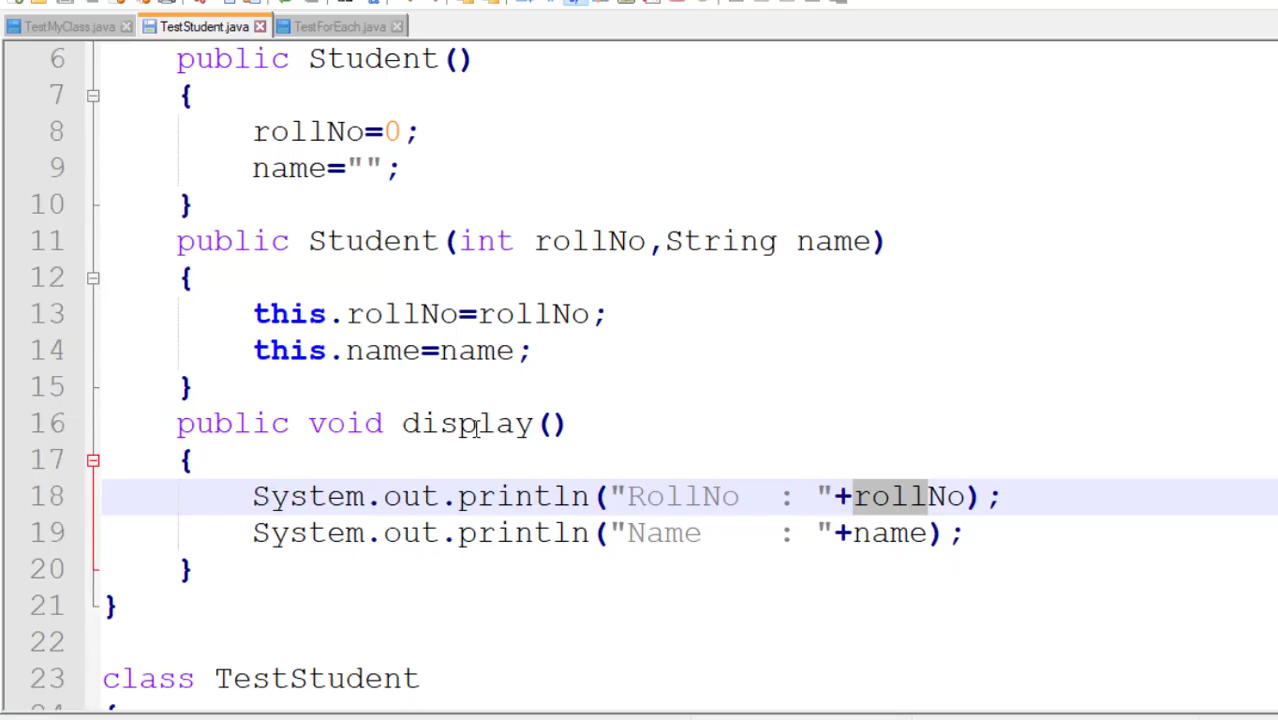 TestMyClass.java TestStudent.java TestForEach.java
6 public Student()
7 {
8 rollNo=0;
9 name="";
10 }
11 public Student(int rollNo,String name)
12 {
13 this.rollNo=rollNo;
14 this.name=name;
15 }
16 public void display()
17 {
18 System.out.println("RollNo  : "+rollNo);
19 System.out.println("Name    : "+name);
20 }
21 }
22
23 class TestStudent